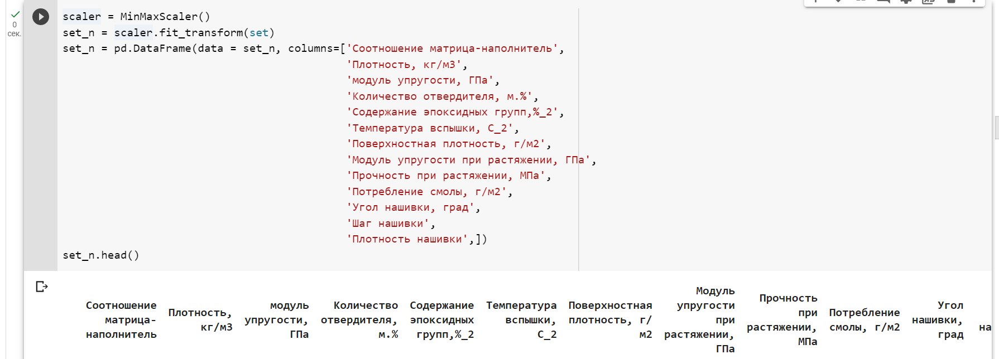 0
сек.
scaler = MinMaxScaler()
set_n = scaler.fit_transform(set)
set_n = pd.DataFrame(data = set_n, columns=['Соотношение матрица-наполнитель',
'Плотность, кг/м3',
'модуль упругости, ГПа',
'Количество отвердителя, м.%',
'Содержание эпоксидных групп,%_2',
'Температура вспышки, С_2',
'Поверхностная плотность, г/м2',
'Модуль упругости при растяжении, ГПа',
'Прочность при растяжении, МПа',
'Потребление смолы, г/м2',
'Угол нашивки, град',
'Шаг нашивки',
'Плотность нашивки',])
set_n.head()
Соотношение
матрица-
наполнитель
Плотность,
кг/м3
модуль
упругости,
ГПа
Количество
отвердителя,
м.%
Содержание
эпоксидных
групп,%_2
Температура
вспышки,
С_2
Поверхностная
плотность, г/
м2
Модуль
упругости
при
растяжении,
ГПа
Прочность
при
растяжении,
МПа
Потребление
смолы, г/м2
Угол
нашивки,
град
на